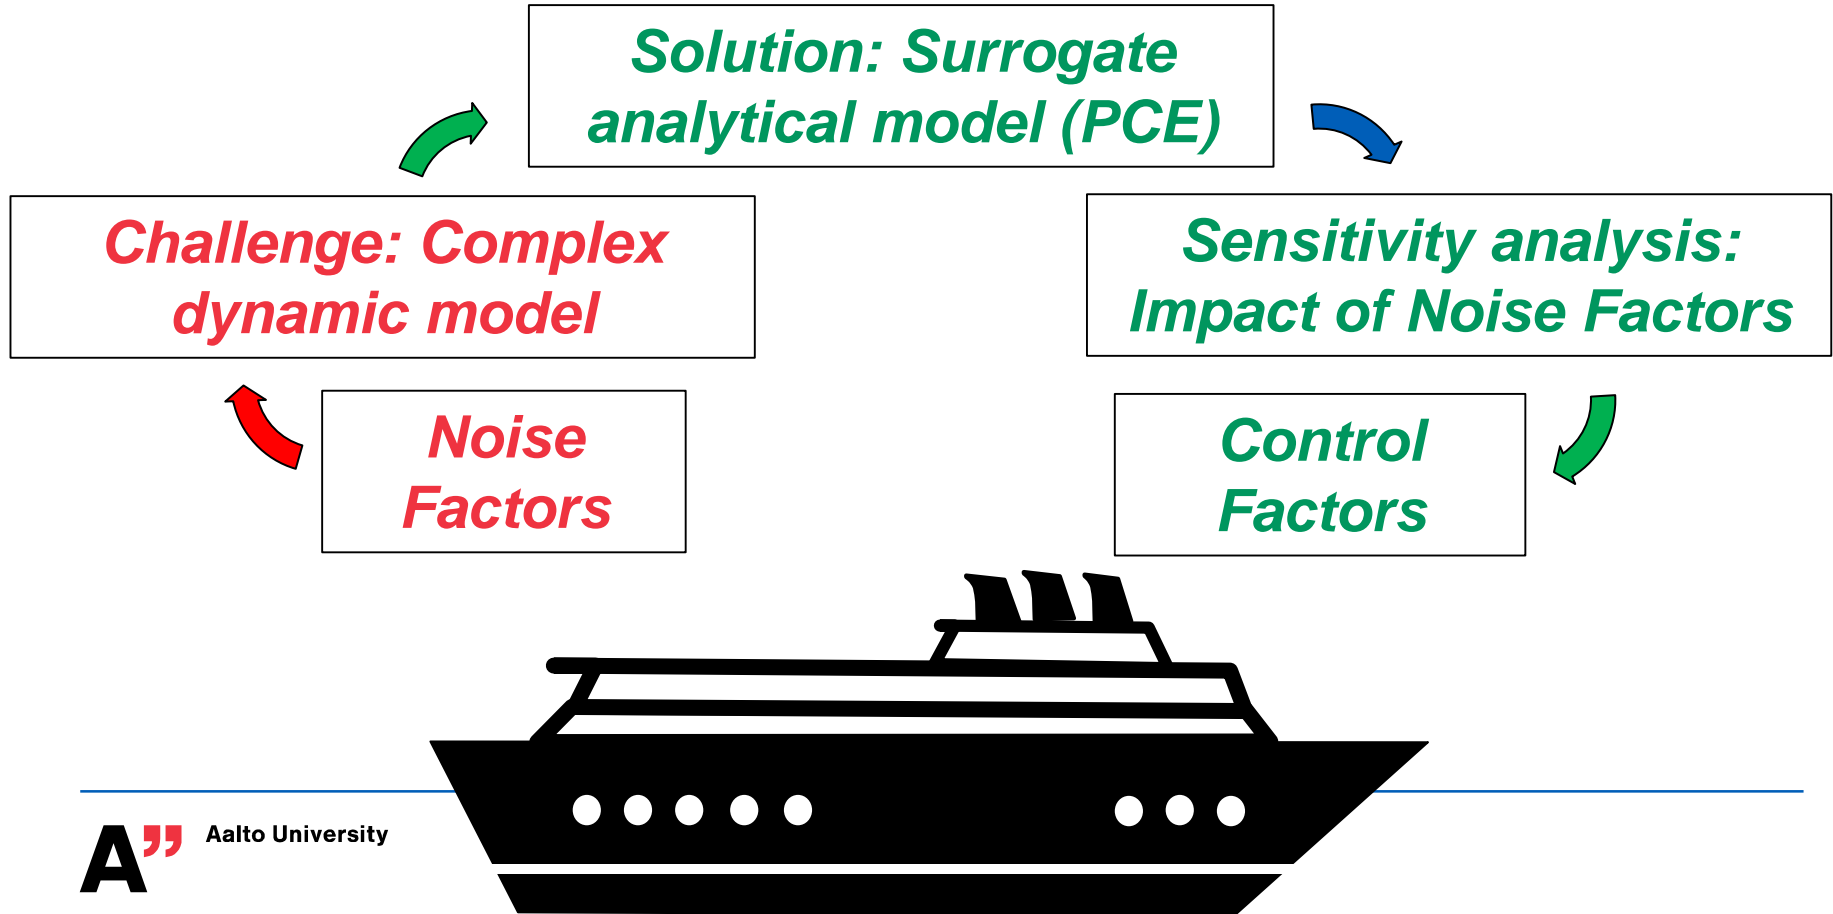 Solution: Surrogate
analytical model (PCE)
Challenge: Complex
dynamic model
Sensitivity analysis:
Impact of Noise Factors
Noise
Factors
Control
Factors
A”
Aalto University